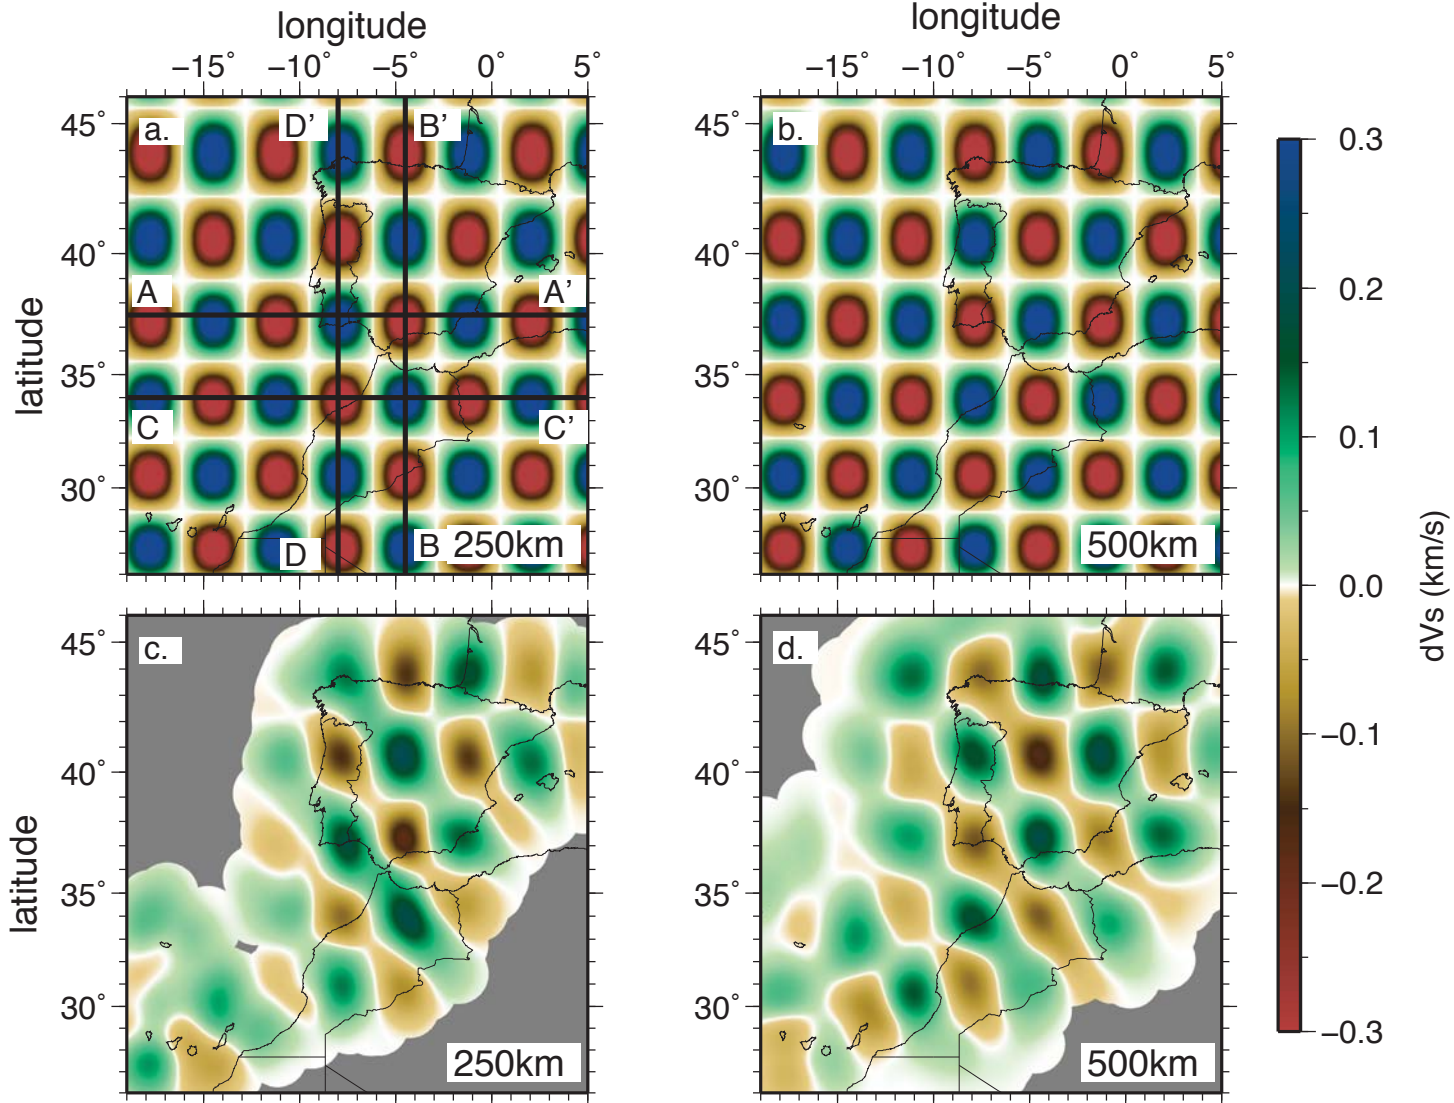 longitude
longitude
−15° −10° −5° 0° 5°
−15° −10° −5° 0° 5°
a. D’ B’
b.
45°
40°
35°
30°
latitude
A A’
C C’
D B 250km
45°
40°
35°
30°
500km
c.
d.
45°
40°
35°
30°
latitude
250km
45°
40°
35°
30°
500km
0.3
0.2
0.1
0.0
−0.1
−0.2
−0.3
dVs (km/s)